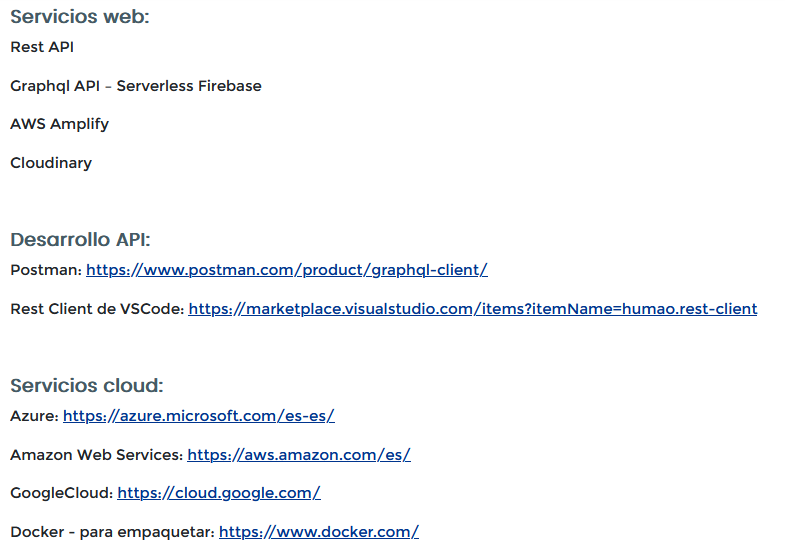 Servicios web:
Rest API
Graphql API – Serverless Firebase
AWS Amplify
Cloudinary
Desarrollo API:
Postman: https://www.postman.com/product/graphql-client/
Rest Client de VSCode: https://marketplace.visualstudio.com/items?itemName=humao.rest-client
Servicios cloud:
Azure: https://azure.microsoft.com/es-es/
Amazon Web Services: https://aws.amazon.com/es/
GoogleCloud: https://cloud.google.com/
Docker - para empaquetar: https://www.docker.com/